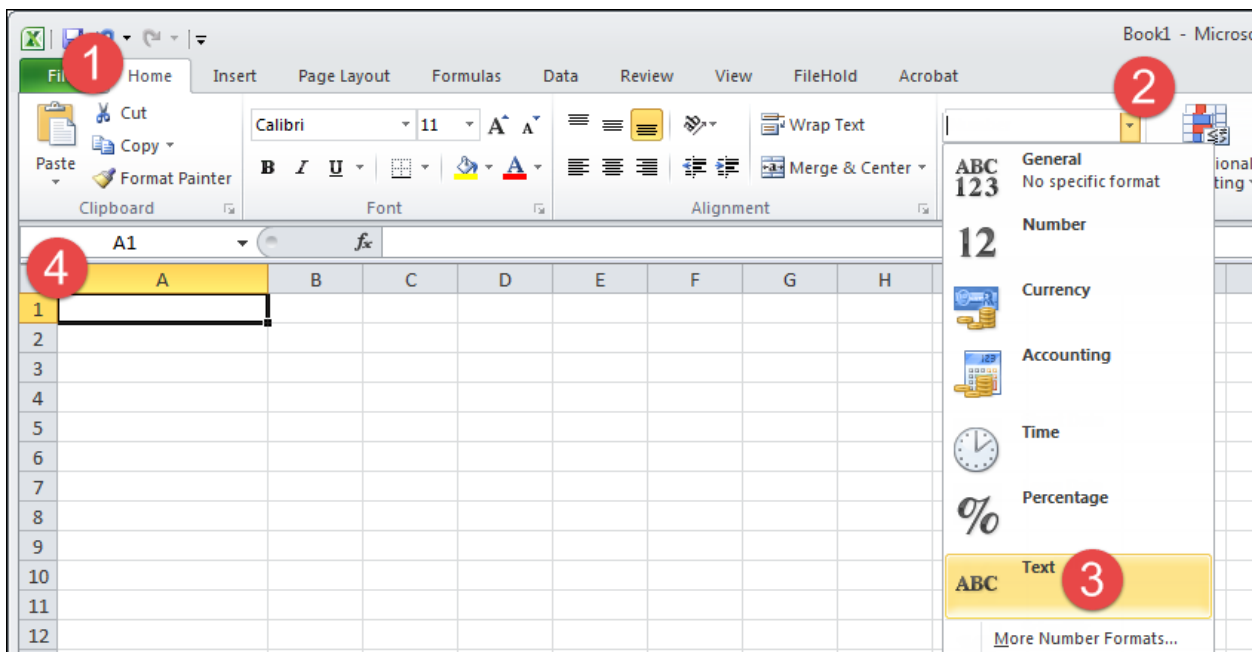 Book1 - Microso
1
2
Fi Home Insert Page Layout Formulas Data Review View FileHold Acrobat
Paste
Cut
Copy
Format Painter
Clipboard
Calibri 11 A A
B I U A
Font
Wrap Text
Merge & Center
Alignment
ional
ting
A1 fx
4
A B C D E F G H
1
2
3
4
5
6
7
8
9
10
11
12
ABC
123
General
No specific format
12
Number
Currency
Accounting
Time
%
Percentage
ABC
Text
3
More Number Formats...